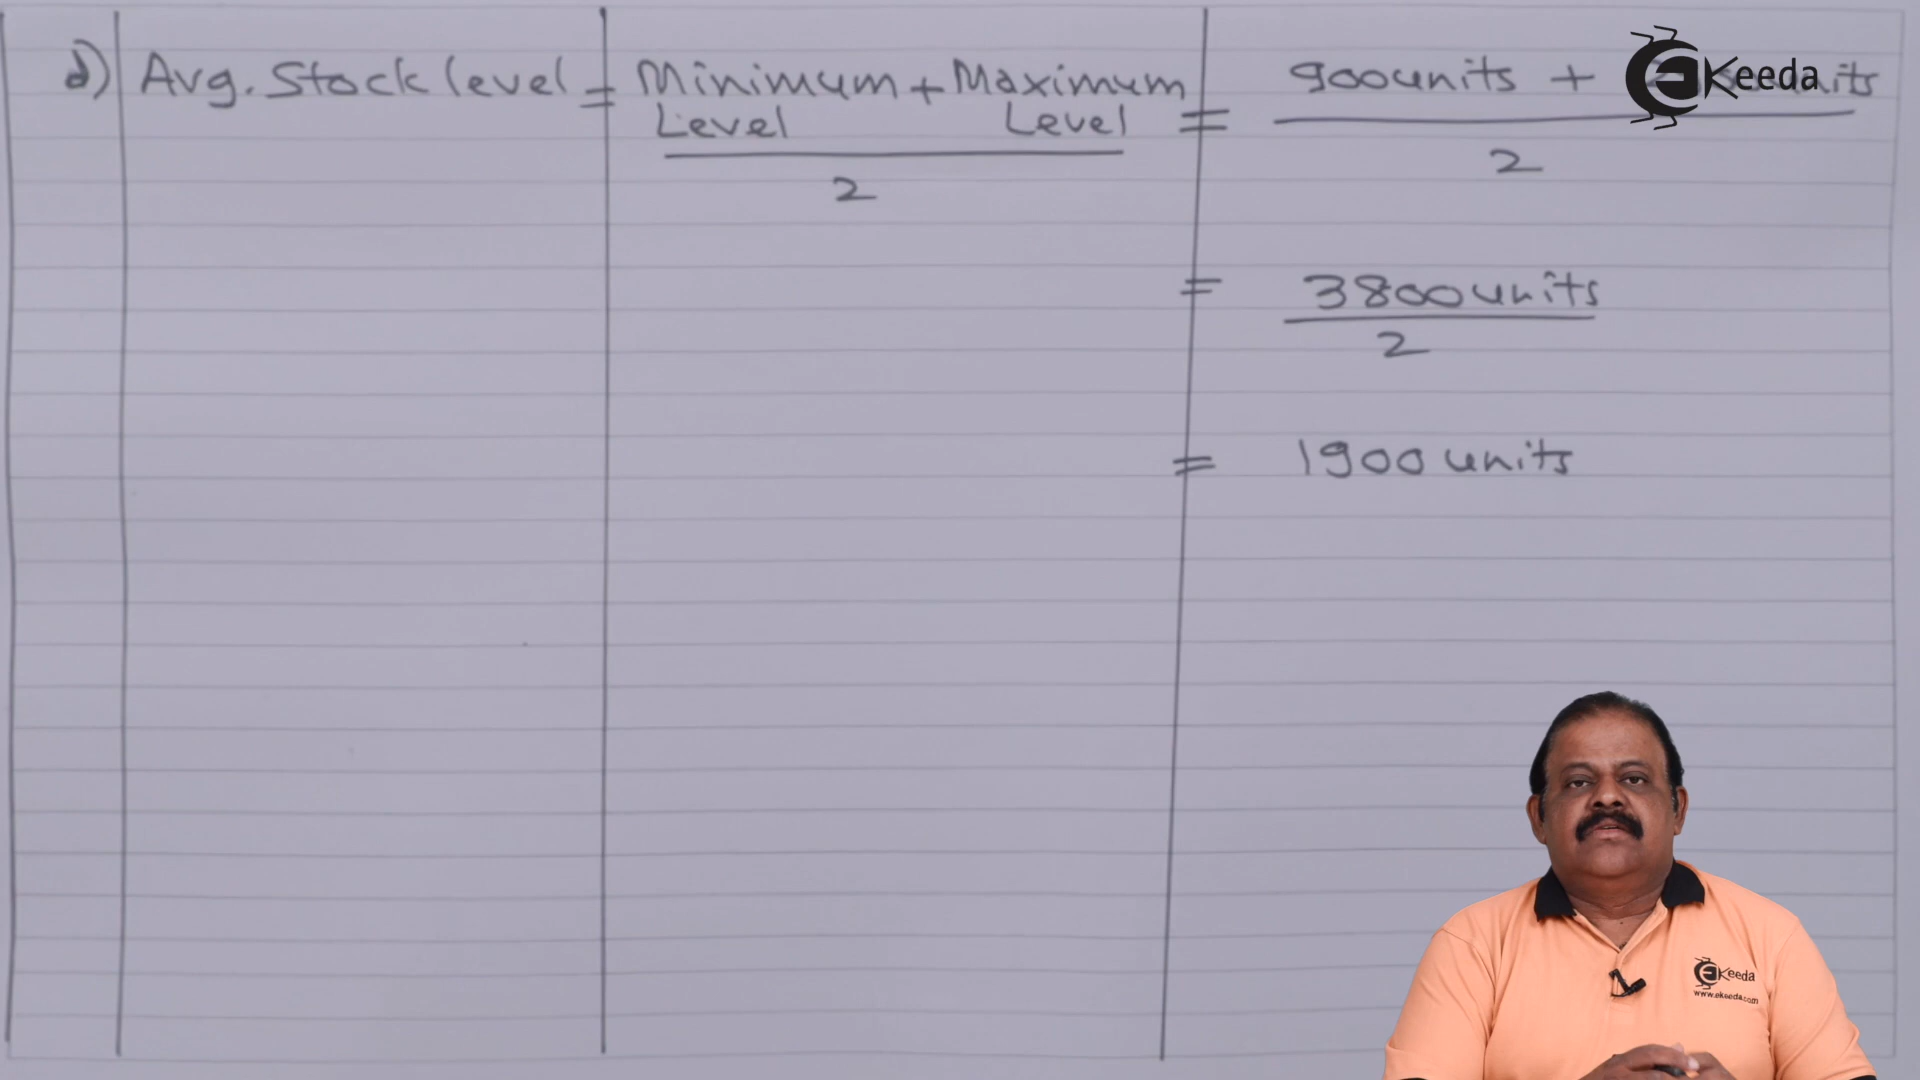 d) Avg. Stock level = Minimum + Maximum = 900units + units
Level Level
2 2
= 3800units
2
= 1900 units
Keeda
Keeda
www.ekeeda.com